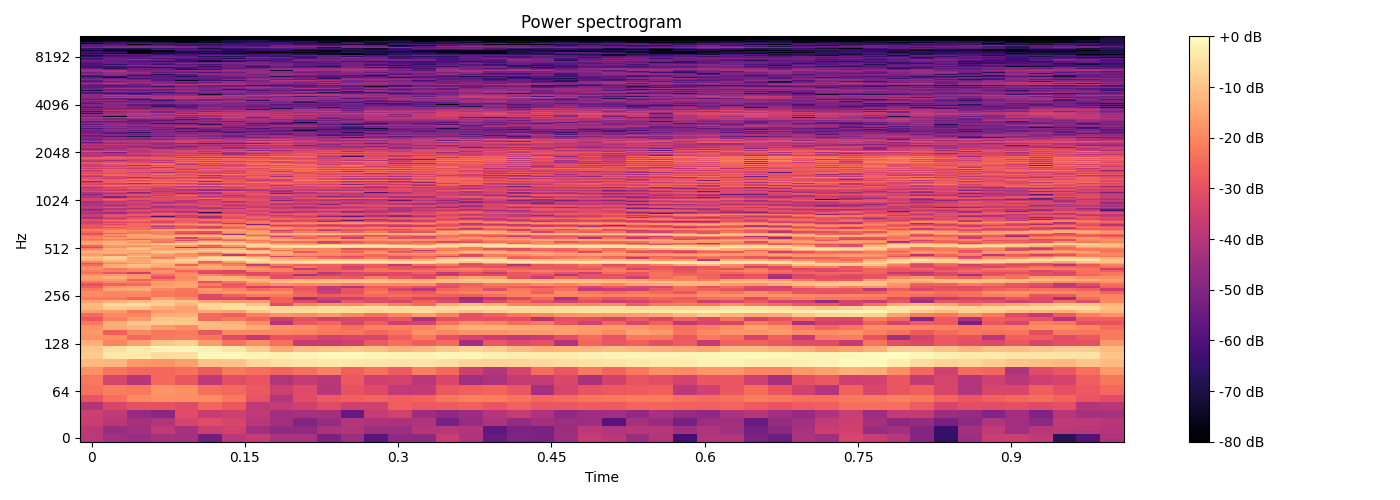 Power spectrogram
Hz
8192
4096
2048
1024
512
256
128
64
0
0 0.15 0.3 0.45 0.6 0.75 0.9
Time
+0 dB
-10 dB
-20 dB
-30 dB
-40 dB
-50 dB
-60 dB
-70 dB
-80 dB